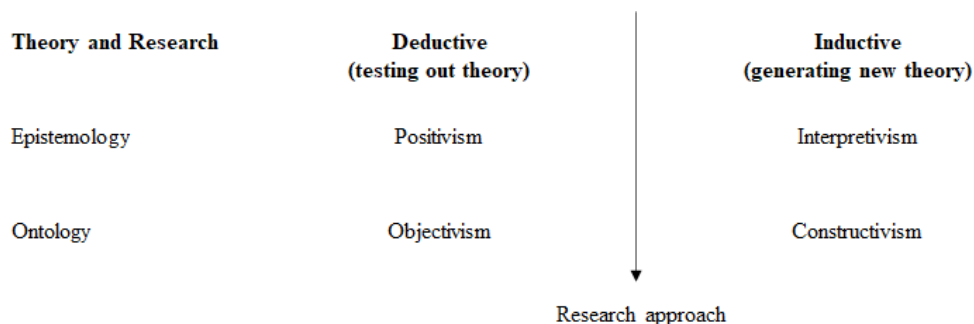 Theory and Research Deductive Inductive
(testing out theory) (generating new theory)
Epistemology Positivism Interpretivism
Ontology Objectivism Constructivism
Research approach